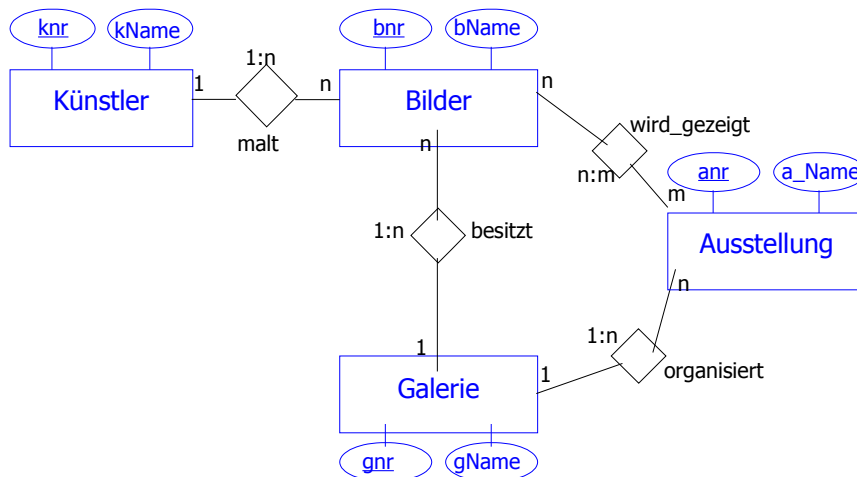 knr kName bnr bName
1:n
Künstler 1 n Bilder n
malt wird_gezeigt
n n:m
anr a_Name
m
1:n besitzt Ausstellung
n
1:n
1 organisiert
Galerie 1
gnr gName